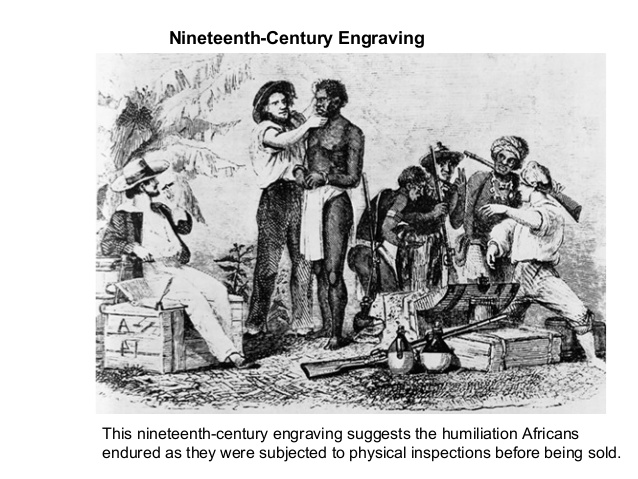 Nineteenth-Century Engraving
This nineteenth-century engraving suggests the humiliation Africans
endured as they were subjected to physical inspections before being sold.